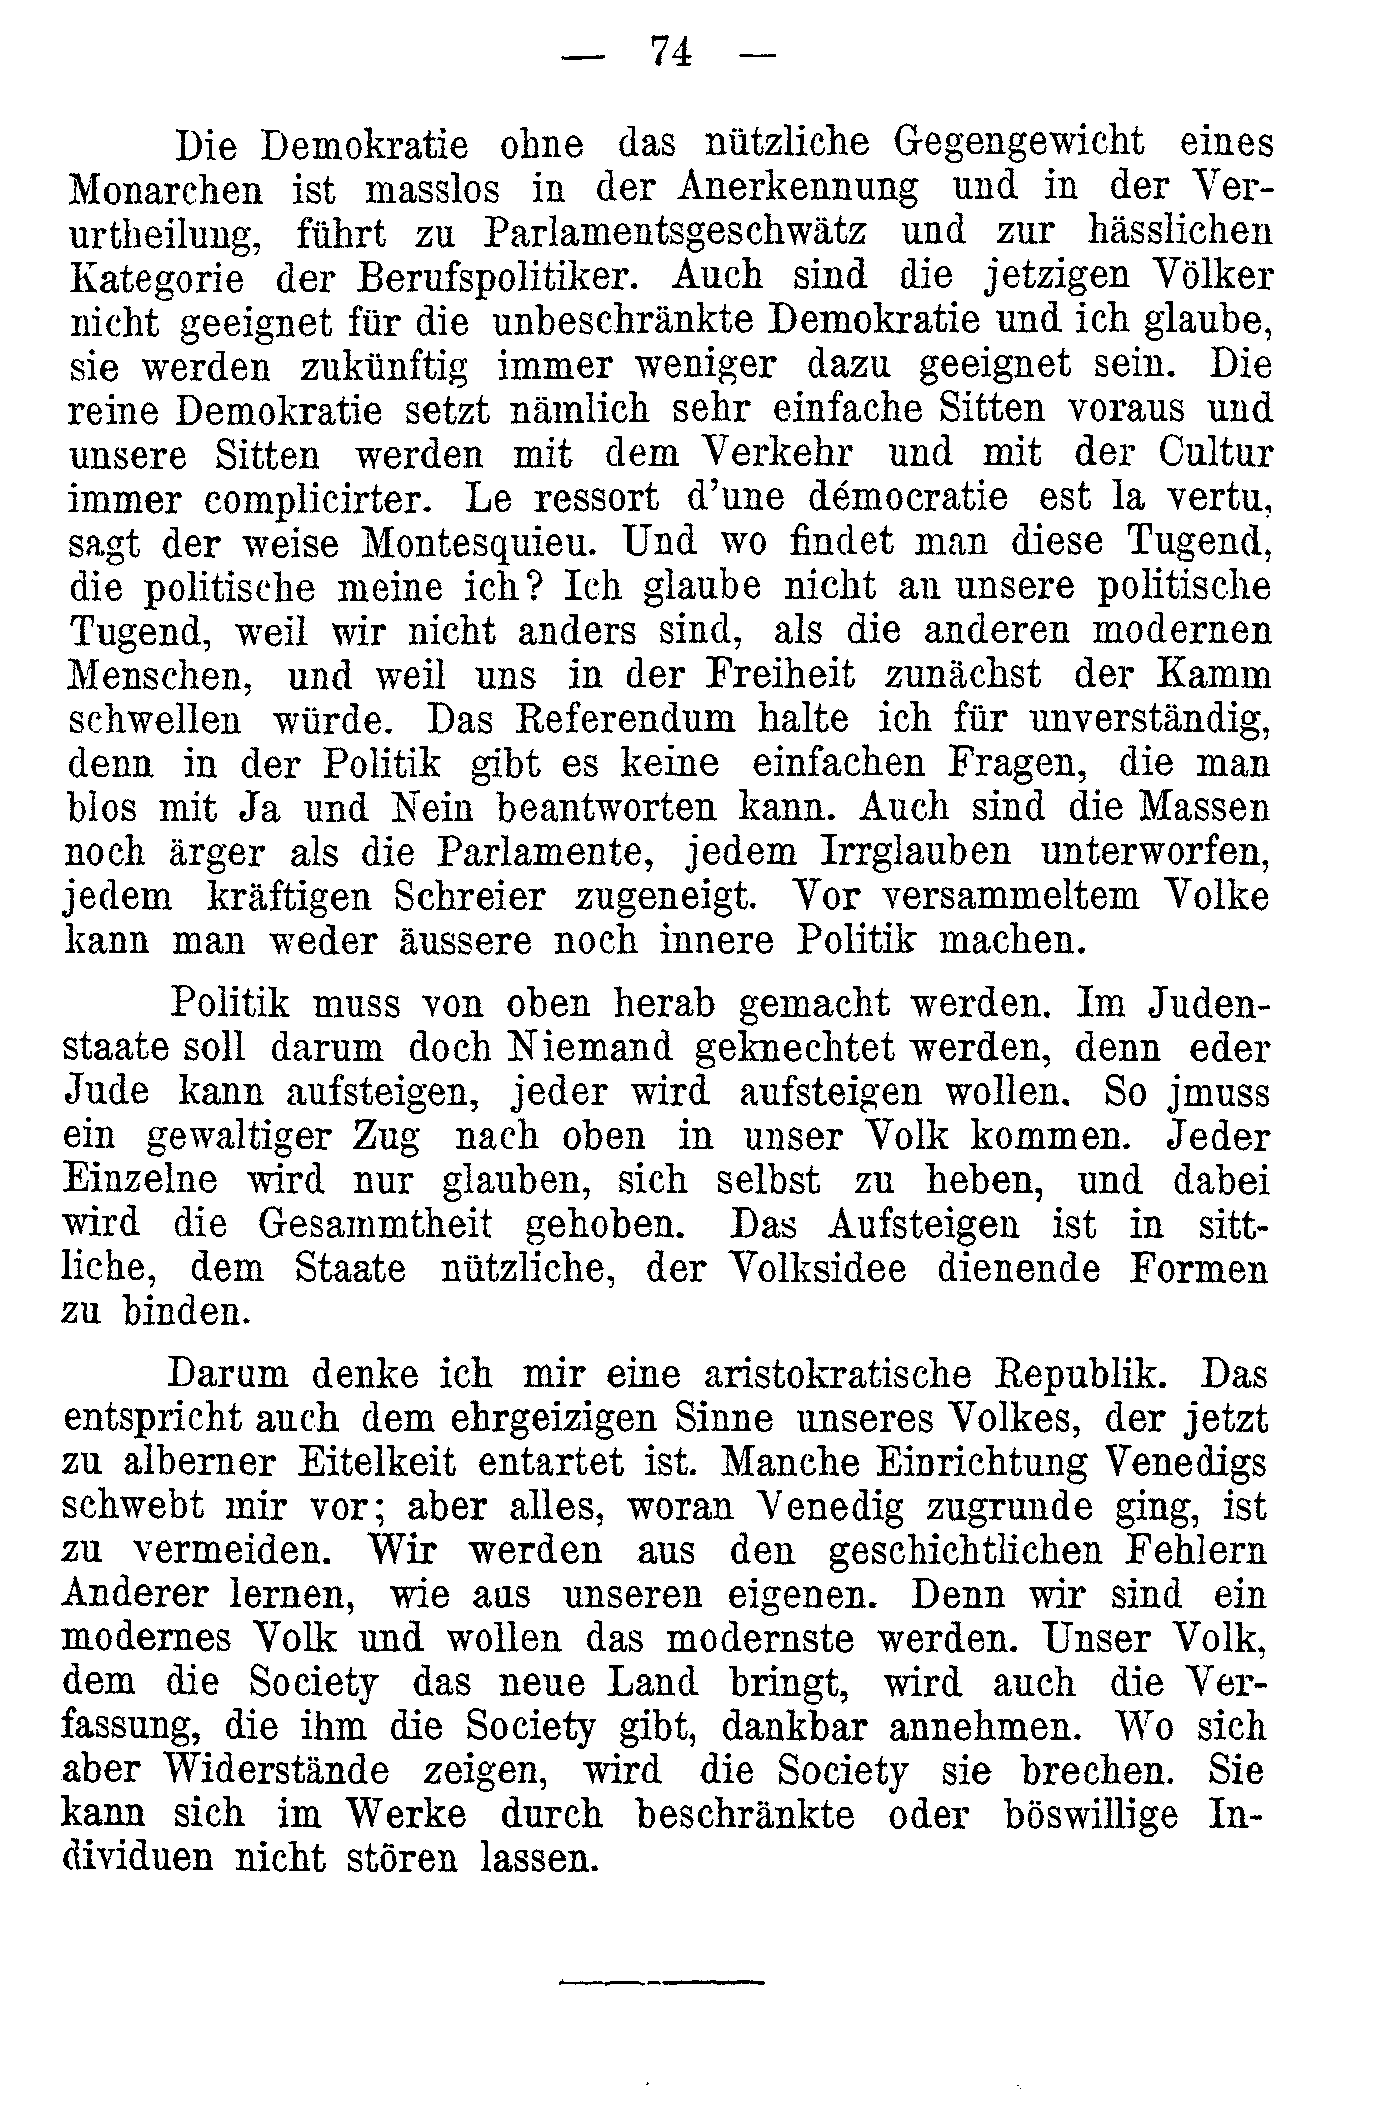 — 74 —
Die Demokratie ohne das nützliche Gegengewicht eines
Monarchen ist masslos in der Anerkennung und in der Ver-
urtheilung, führt zu Parlamentsgeschwätz und zur hässlichen
Kategorie der Berufspolitiker. Auch sind die jetzigen Völker
nicht geeignet für die unbeschränkte Demokratie und ich glaube,
sie werden zukünftig immer weniger dazu geeignet sein. Die
reine Demokratie setzt nämlich sehr einfache Sitten voraus und
unsere Sitten werden mit dem Verkehr und mit der Cultur
immer complicirter. Le ressort d'une démocratie est la vertu,
sagt der weise Montesquieu. Und wo findet man diese Tugend,
die politische meine ich? Ich glaube nicht an unsere politische
Tugend, weil wir nicht anders sind, als die anderen modernen
Menschen, und weil uns in der Freiheit zunächst der Kamm
schwellen würde. Das Referendum halte ich für unverständig,
denn in der Politik gibt es keine einfachen Fragen, die man
blos mit Ja und Nein beantworten kann. Auch sind die Massen
noch ärger als die Parlamente, jedem Irrglauben unterworfen,
jedem kräftigen Schreier zugeneigt. Vor versammeltem Volke
kann man weder äussere noch innere Politik machen.
Politik muss von oben herab gemacht werden. Im Juden-
staate soll darum doch Niemand geknechtet werden, denn eder
Jude kann aufsteigen, jeder wird aufsteigen wollen. So jmuss
ein gewaltiger Zug nach oben in unser Volk kommen. Jeder
Einzelne wird nur glauben, sich selbst zu heben, und dabei
wird die Gesammtheit gehoben. Das Aufsteigen ist in sitt-
liche, dem Staate nützliche, der Volksidee dienende Formen
zu binden.
Darum denke ich mir eine aristokratische Republik. Das
entspricht auch dem ehrgeizigen Sinne unseres Volkes, der jetzt
zu alberner Eitelkeit entartet ist. Manche Einrichtung Venedigs
schwebt mir vor; aber alles, woran Venedig zugrunde ging, ist
zu vermeiden. Wir werden aus den geschichtlichen Fehlern
Anderer lernen, wie aus unseren eigenen. Denn wir sind ein
modernes Volk und wollen das modernste werden. Unser Volk,
dem die Society das neue Land bringt, wird auch die Ver-
fassung, die ihm die Society gibt, dankbar annehmen. Wo sich
aber Widerstände zeigen, wird die Society sie brechen. Sie
kann sich im Werke durch beschränkte oder böswillige In-
dividuen nicht stören lassen.